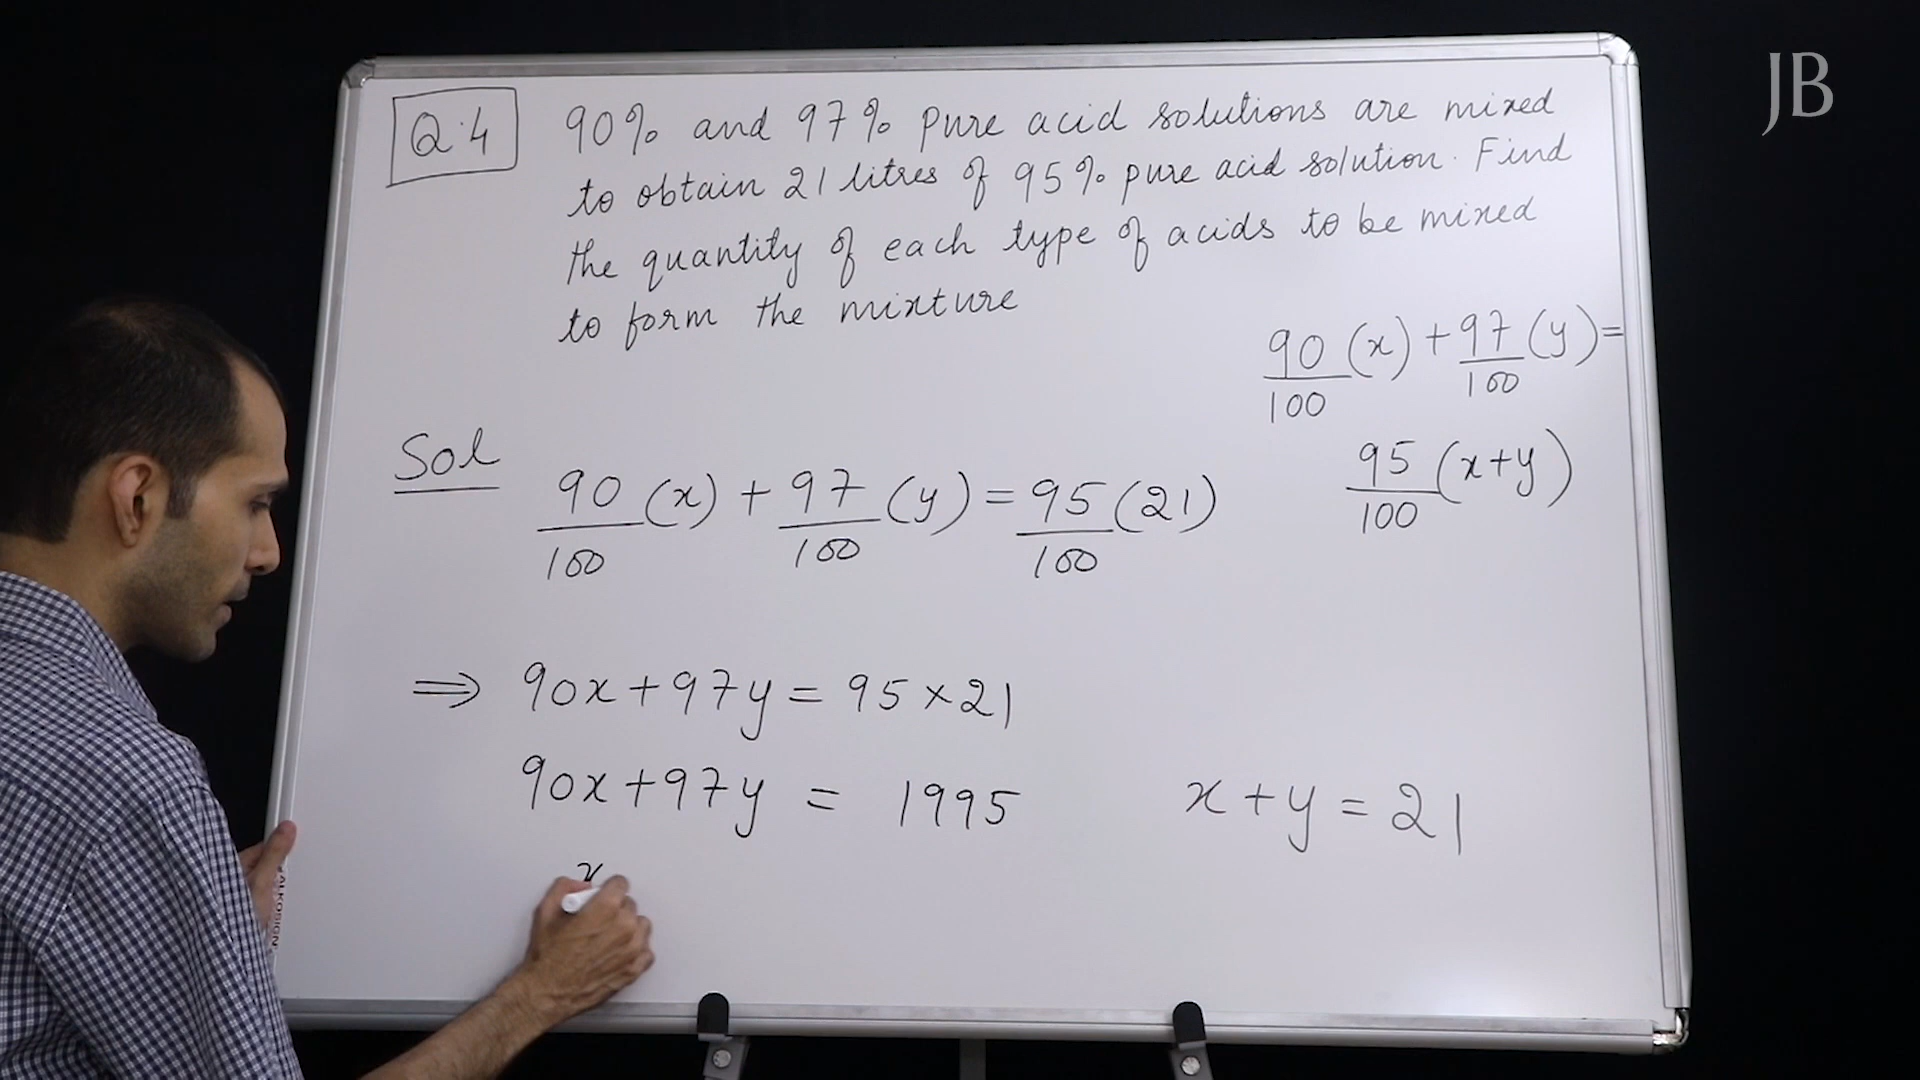 JB
Q.4 90% and 97% pure acid solutions are mixed
to obtain 21 litres of 95% pure acid solution. Find
the quantity of each type of acids to be mixed
to form the mixture
90/100 (x) + 97/100 (y) =
95/100 (x+y)
Sol
90/100 (x) + 97/100 (y) = 95/100 (21)
⇒ 90x + 97y = 95 × 21
90x + 97y = 1995
x + y = 21
x